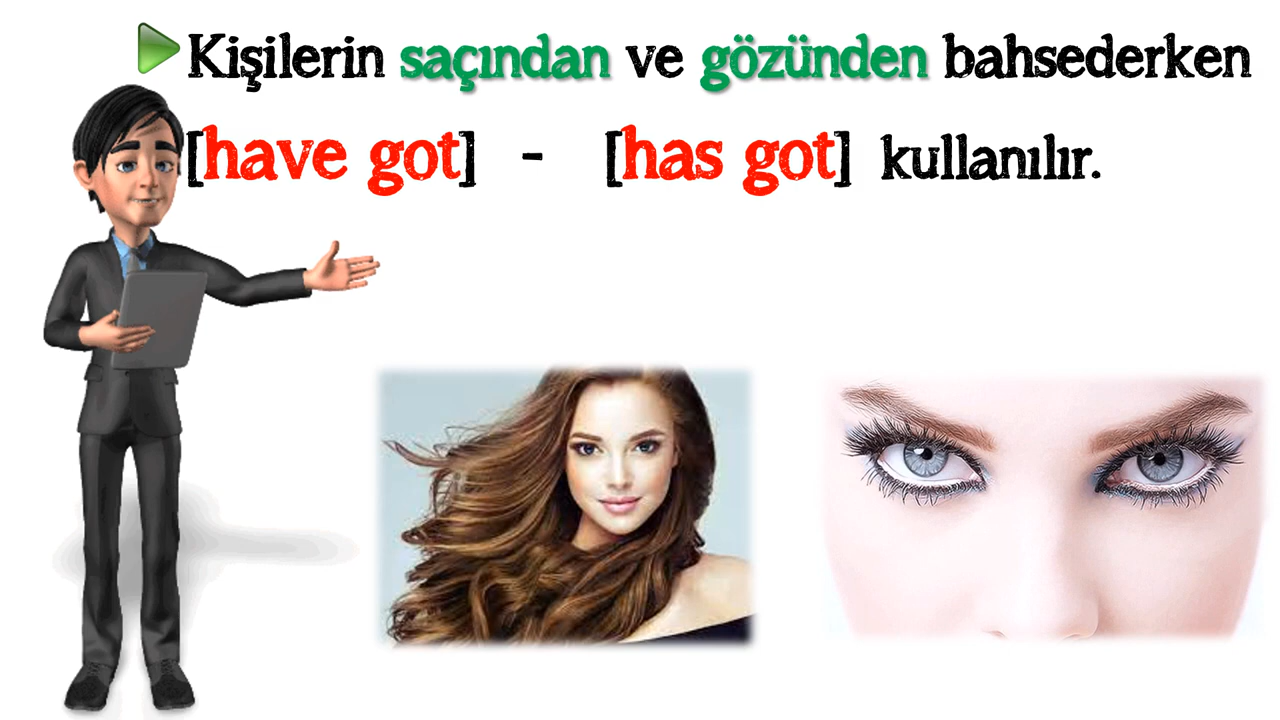 Kişilerin saçından ve gözünden bahsederken
[have got] - [has got] kullanılır.